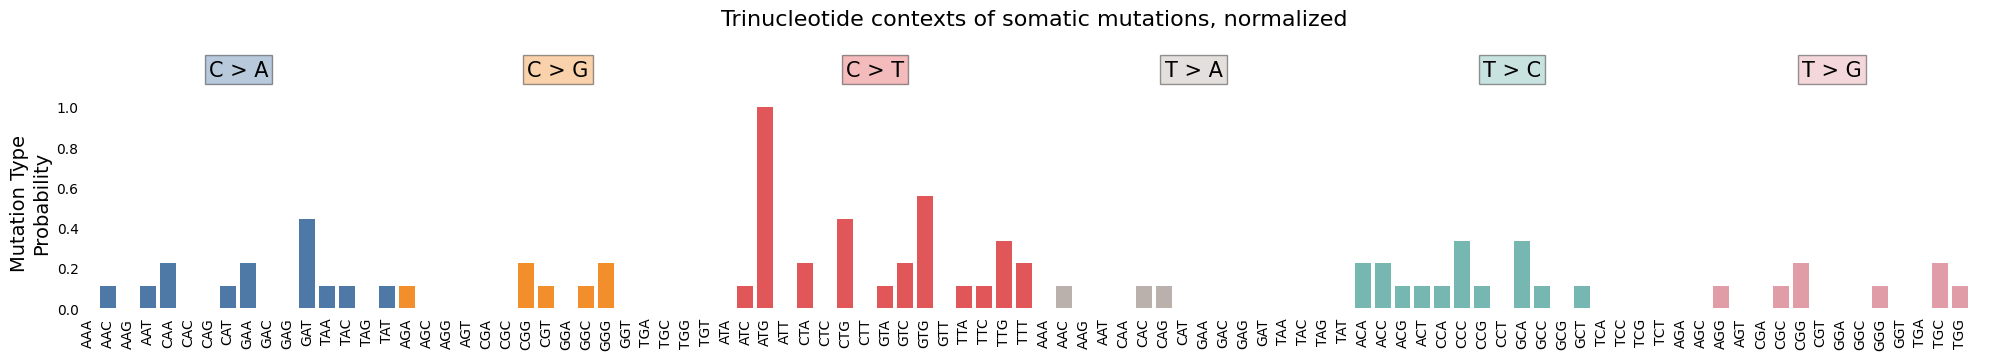 Trinucleotide contexts of somatic mutations, normalized
C > A
C > G
C > T
T > A
T > C
T > G
Mutation Type
Probability
1.0
0.8
0.6
0.4
0.2
0.0
AAA AAC AAG AAT CAA CAC CAG CAT GAA GAC GAG GAT TAA TAC TAG TAT AGA AGC AGG AGT CGA CGC CGG CGT GGA GGC GGG GGT TGA TGC TGG TGT ATA ATC ATG ATT CTA CTC CTG CTT GTA GTC GTG GTT TTA TTC TTG TTT AAA AAC AAG AAT CAA CAC CAG CAT GAA GAC GAG GAT TAA TAC TAG TAT ACA ACC ACG ACT CCA CCC CCG CCT GCA GCC GCG GCT TCA TCC TCG TCT AGA AGC AGG AGT CGA CGC CGG CGT GGA GGC GGG GGT TGA TGC TGG